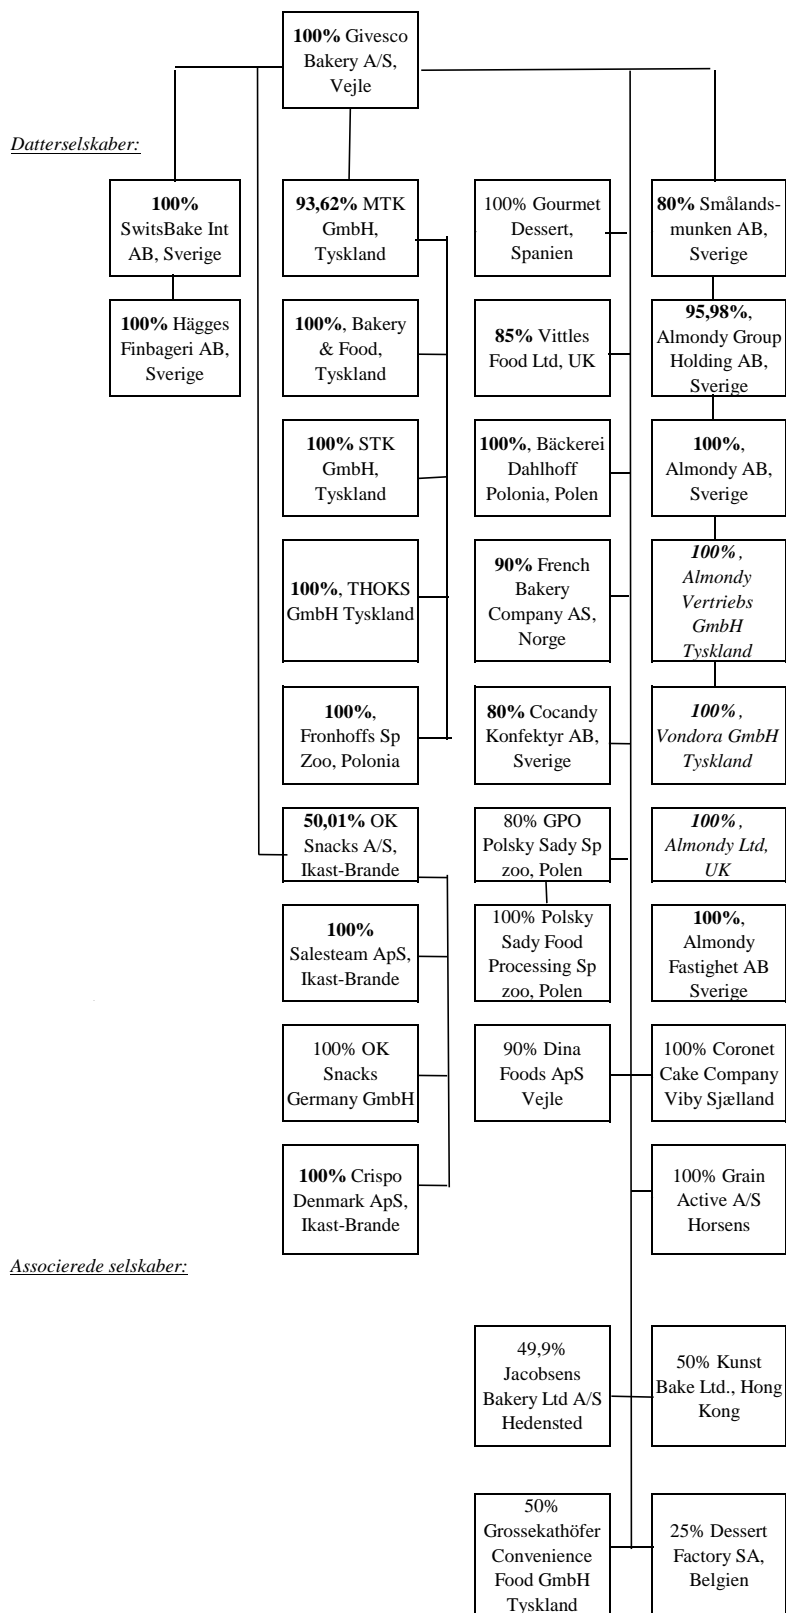 100% Givesco
Bakery A/S,
Vejle
Datterselskaber:
100%
SwitsBake Int
AB, Sverige
93,62% MTK
GmbH,
Tyskland
100% Gourmet
Dessert,
Spanien
80% Smålands-
munken AB,
Sverige
100% Hägges
Finbageri AB,
Sverige
100%, Bakery
& Food,
Tyskland
85% Vittles
Food Ltd, UK
95,98%,
Almondy Group
Holding AB,
Sverige
100% STK
GmbH,
Tyskland
100%, Bäckerei
Dahlhoff
Polonia, Polen
100%,
Almondy AB,
Sverige
100%, THOKS
GmbH Tyskland
90% French
Bakery
Company AS,
Norge
100%,
Almondy
Vertriebs
GmbH
Tyskland
100%,
Fronhoffs Sp
Zoo, Polonia
80% Cocandy
Konfektyr AB,
Sverige
100%,
Vondora GmbH
Tyskland
50,01% OK
Snacks A/S,
Ikast-Brande
80% GPO
Polsky Sady Sp
zoo, Polen
100%,
Almondy Ltd,
UK
100%
Salesteam ApS,
Ikast-Brande
100% Polsky
Sady Food
Processing Sp
zoo, Polen
100%,
Almondy
Fastighet AB
Sverige
100% OK
Snacks
Germany GmbH
90% Dina
Foods ApS
Vejle
100% Coronet
Cake Company
Viby Sjælland
100% Crispo
Denmark ApS,
Ikast-Brande
100% Grain
Active A/S
Horsens
Associerede selskaber:
49,9%
Jacobsens
Bakery Ltd A/S
Hedensted
50% Kunst
Bake Ltd., Hong
Kong
50%
Grossekathöfer
Convenience
Food GmbH
Tyskland
25% Dessert
Factory SA,
Belgien